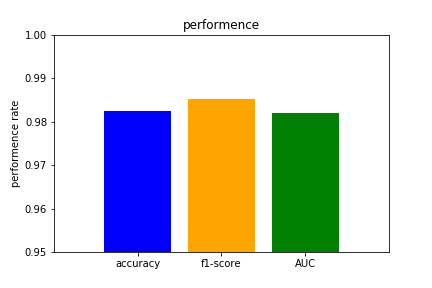 performence
1.00
0.99
0.98
0.97
0.96
0.95
performence rate
accuracy f1-score AUC